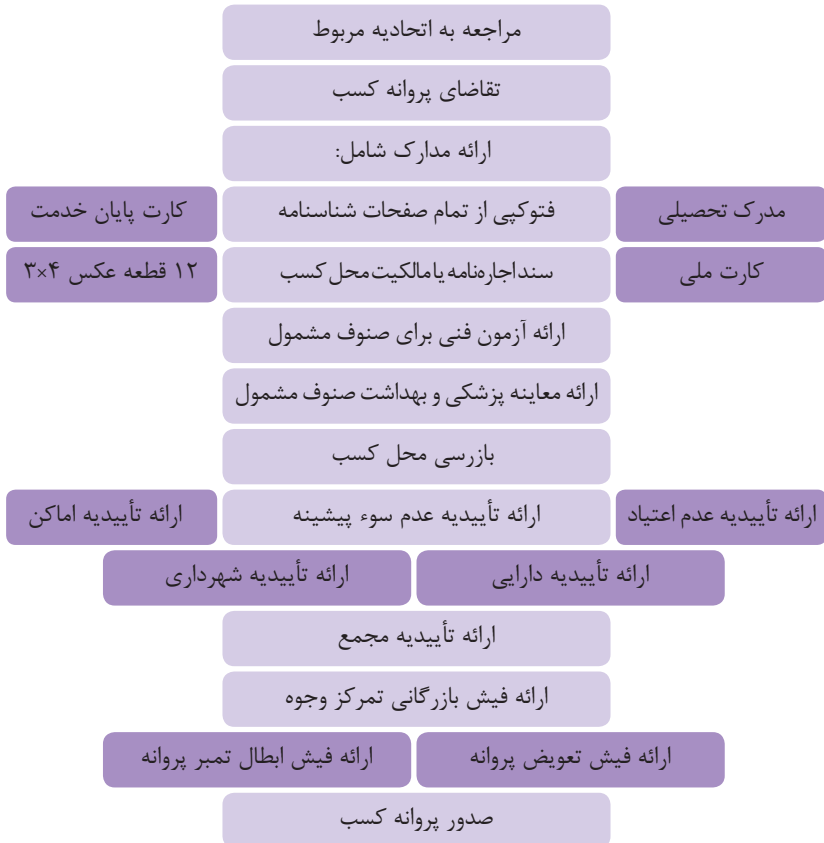 مراجعه به اتحادیه مربوط
تقاضای پروانه کسب
ارائه مدارک شامل:
مدرک تحصیلی
فتوکپی از تمام صفحات شناسنامه
کارت پایان خدمت
کارت ملی
سند اجاره‌نامه یا مالکیت محل کسب
۱۲ قطعه عکس ۴×۳
ارائه آزمون فنی برای صنوف مشمول
ارائه معاینه پزشکی و بهداشت صنوف مشمول
بازرسی محل کسب
ارائه تأییدیه عدم اعتیاد
ارائه تأییدیه عدم سوء پیشینه
ارائه تأییدیه اماکن
ارائه تأییدیه دارایی
ارائه تأییدیه شهرداری
ارائه تأییدیه مجمع
ارائه فیش بازرگانی تمرکز وجوه
ارائه فیش تعویض پروانه
ارائه فیش ابطال تمبر پروانه
صدور پروانه کسب